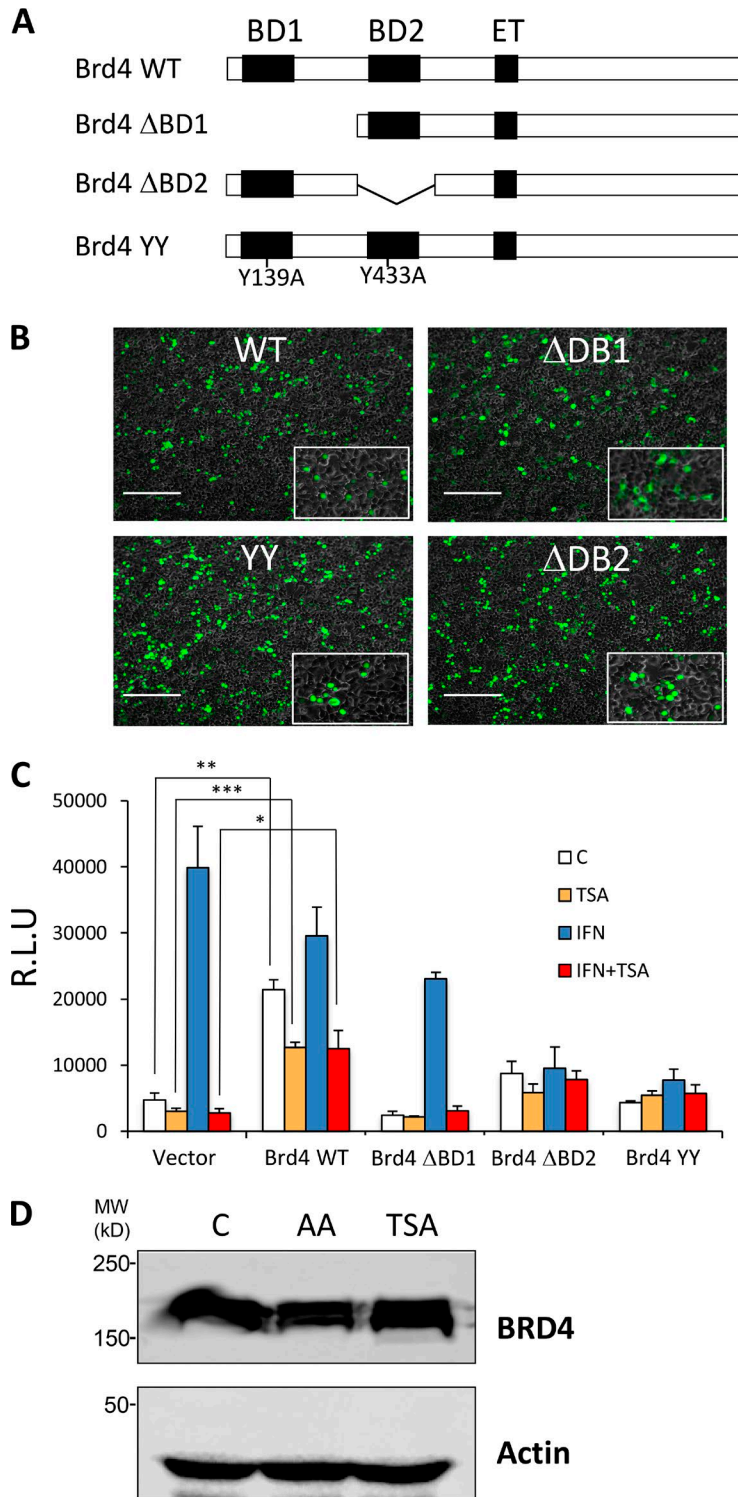 A
BD1 BD2 ET
Brd4 WT
Brd4 ΔBD1
Brd4 ΔBD2
Brd4 YY
Y139A Y433A
B
WT ΔDB1
YY ΔDB2
C
** 
***
*
50000
40000
30000
20000
10000
0
R.L.U
C
TSA
IFN
IFN+TSA
Vector Brd4 WT Brd4 ΔBD1 Brd4 ΔBD2 Brd4 YY
D
MW
(kD)
C AA TSA
250-
150-
BRD4
50-
Actin